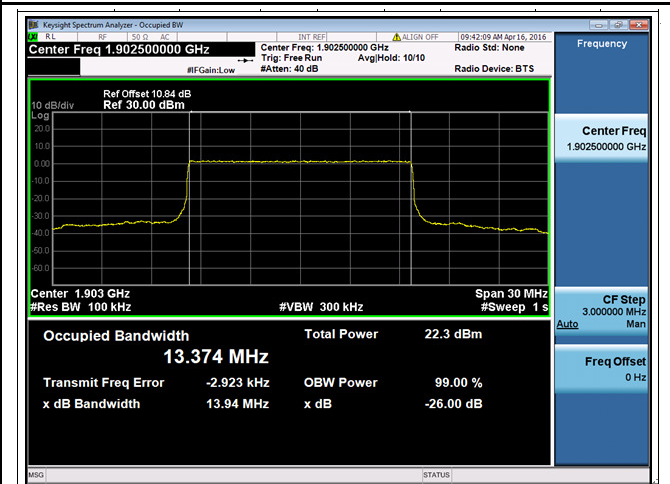 Keysight Spectrum Analyzer - Occupied BW
LXI RL RF 50 Ω AC INT REF ALIGN OFF 09:42:09 AM Apr 16, 2016
Center Freq 1.902500000 GHz
Center Freq: 1.902500000 GHz Radio Std: None
Trig: Free Run Avg|Hold: 10/10
#IFGain:Low #Atten: 40 dB Radio Device: BTS
Ref Offset 10.84 dB
10 dB/div Ref 30.00 dBm
Log
20.0
10.0
0.00
-10.0
-20.0
-30.0
-40.0
-50.0
-60.0
Center 1.903 GHz Span 30 MHz
#Res BW 100 kHz #VBW 300 kHz #Sweep 1 s
Occupied Bandwidth Total Power 22.3 dBm
13.374 MHz
Transmit Freq Error -2.923 kHz OBW Power 99.00 %
x dB Bandwidth 13.94 MHz x dB -26.00 dB
MSG STATUS
Frequency
Center Freq
1.902500000 GHz
CF Step
3.000000 MHz
Auto Man
Freq Offset
0 Hz